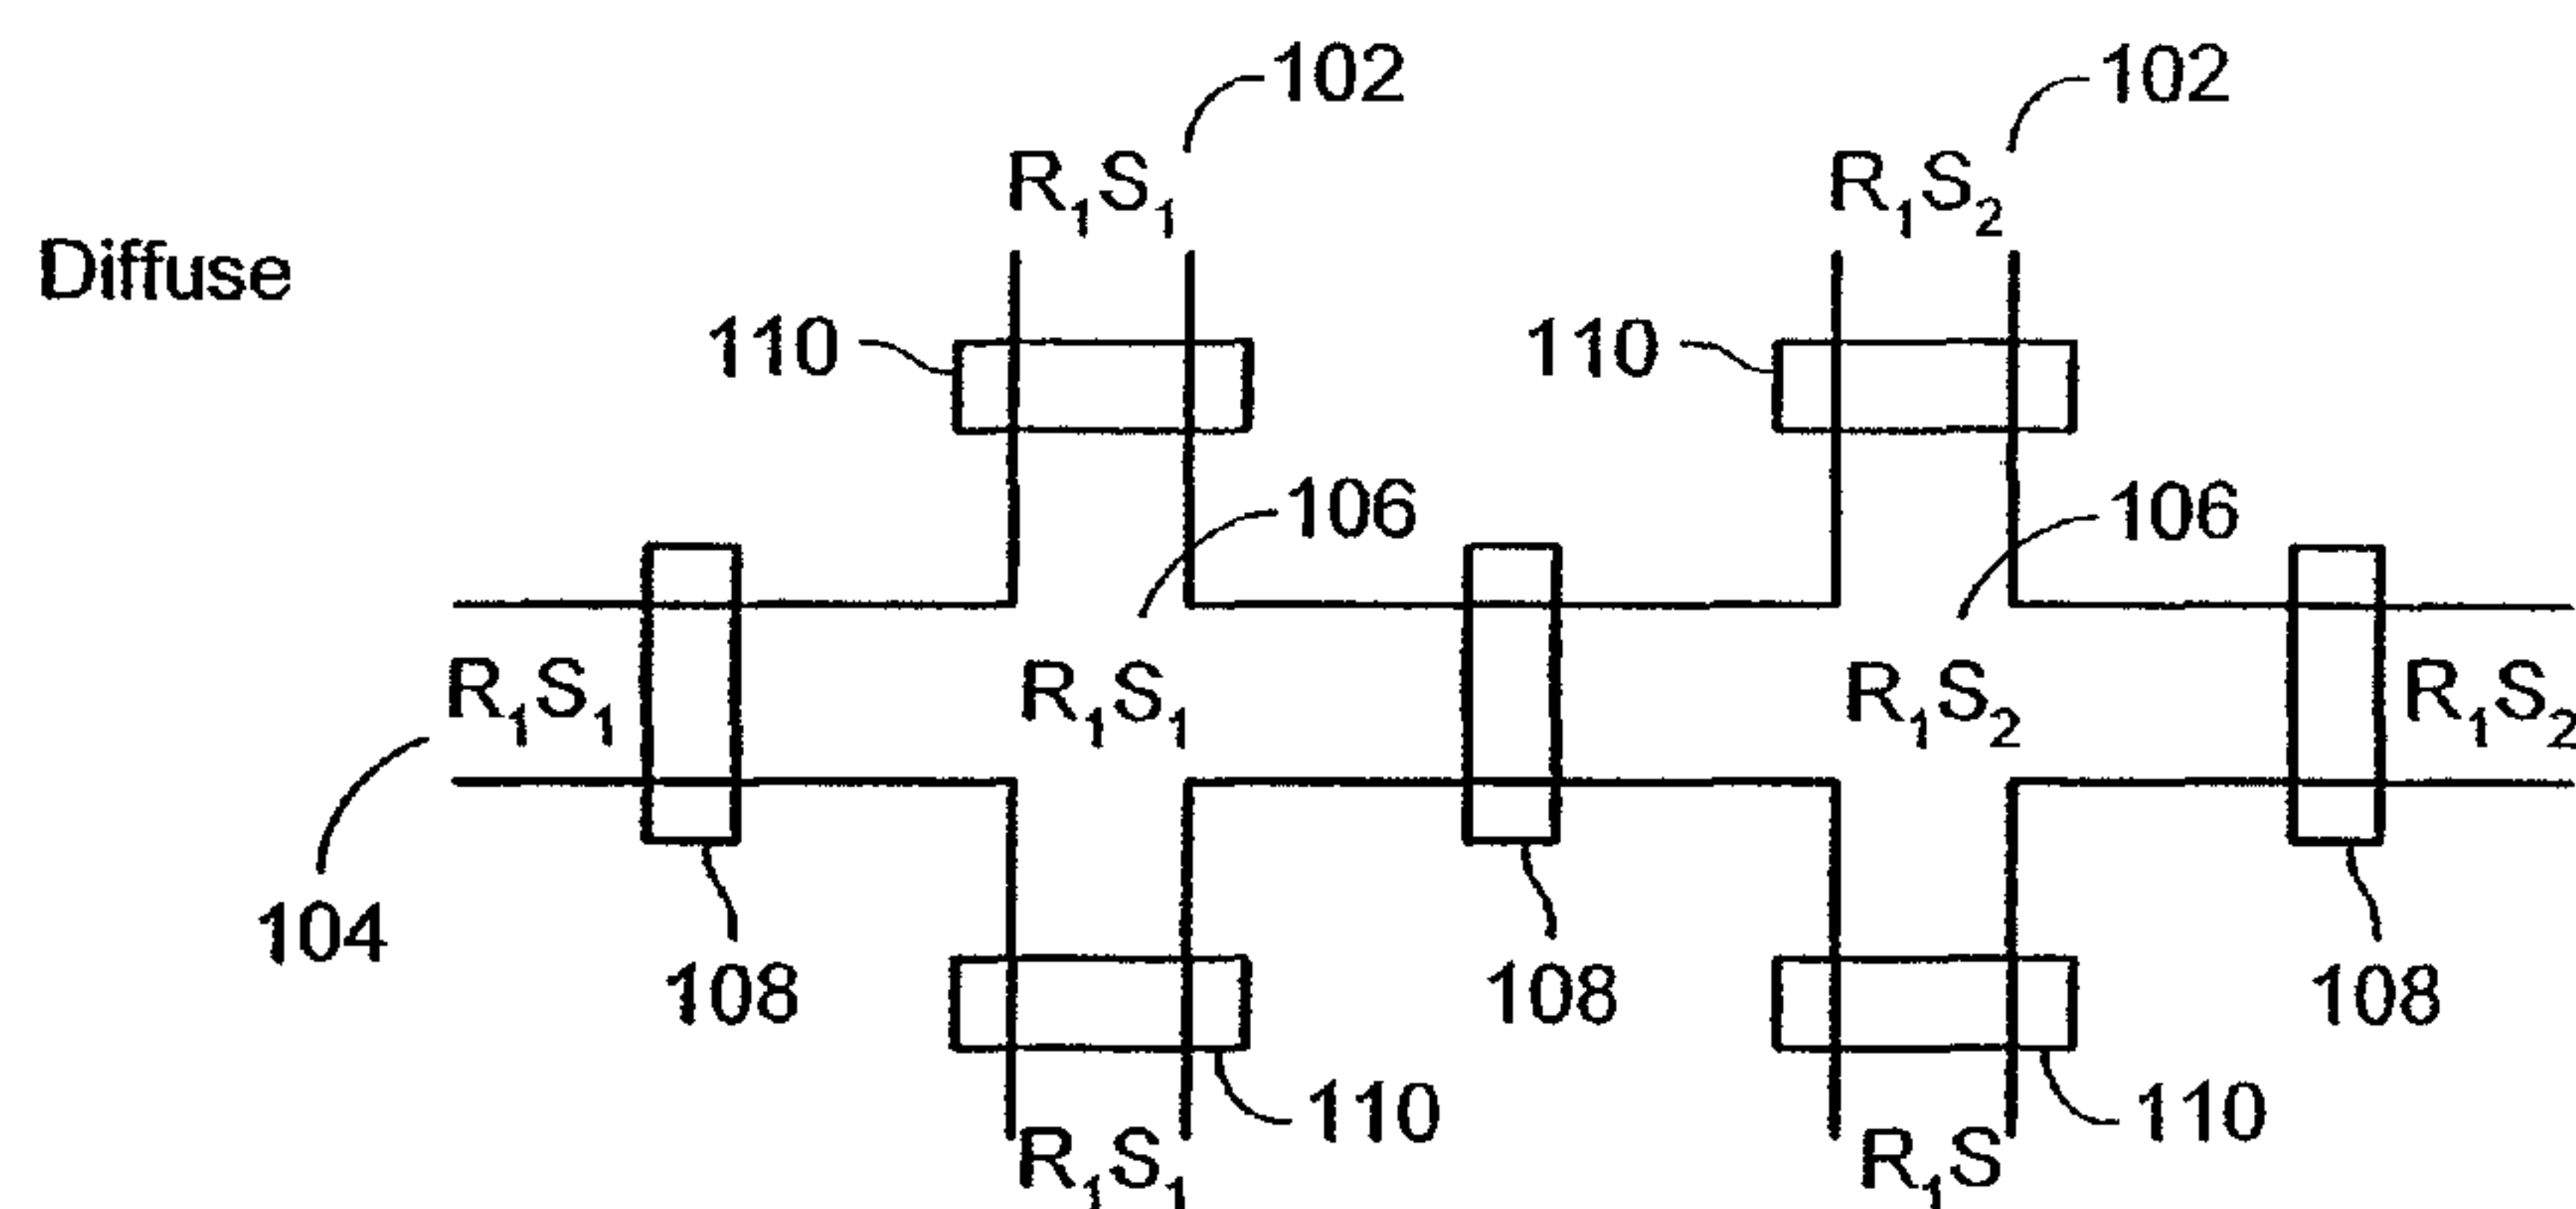 102 102
R₁S₁ R₁S₂
Diffuse
110 110
106 106
R₁S₁ R₁S₁ R₁S₂ R₁S₂
104
108 108 108
110 110
R₁S₁ R₁S